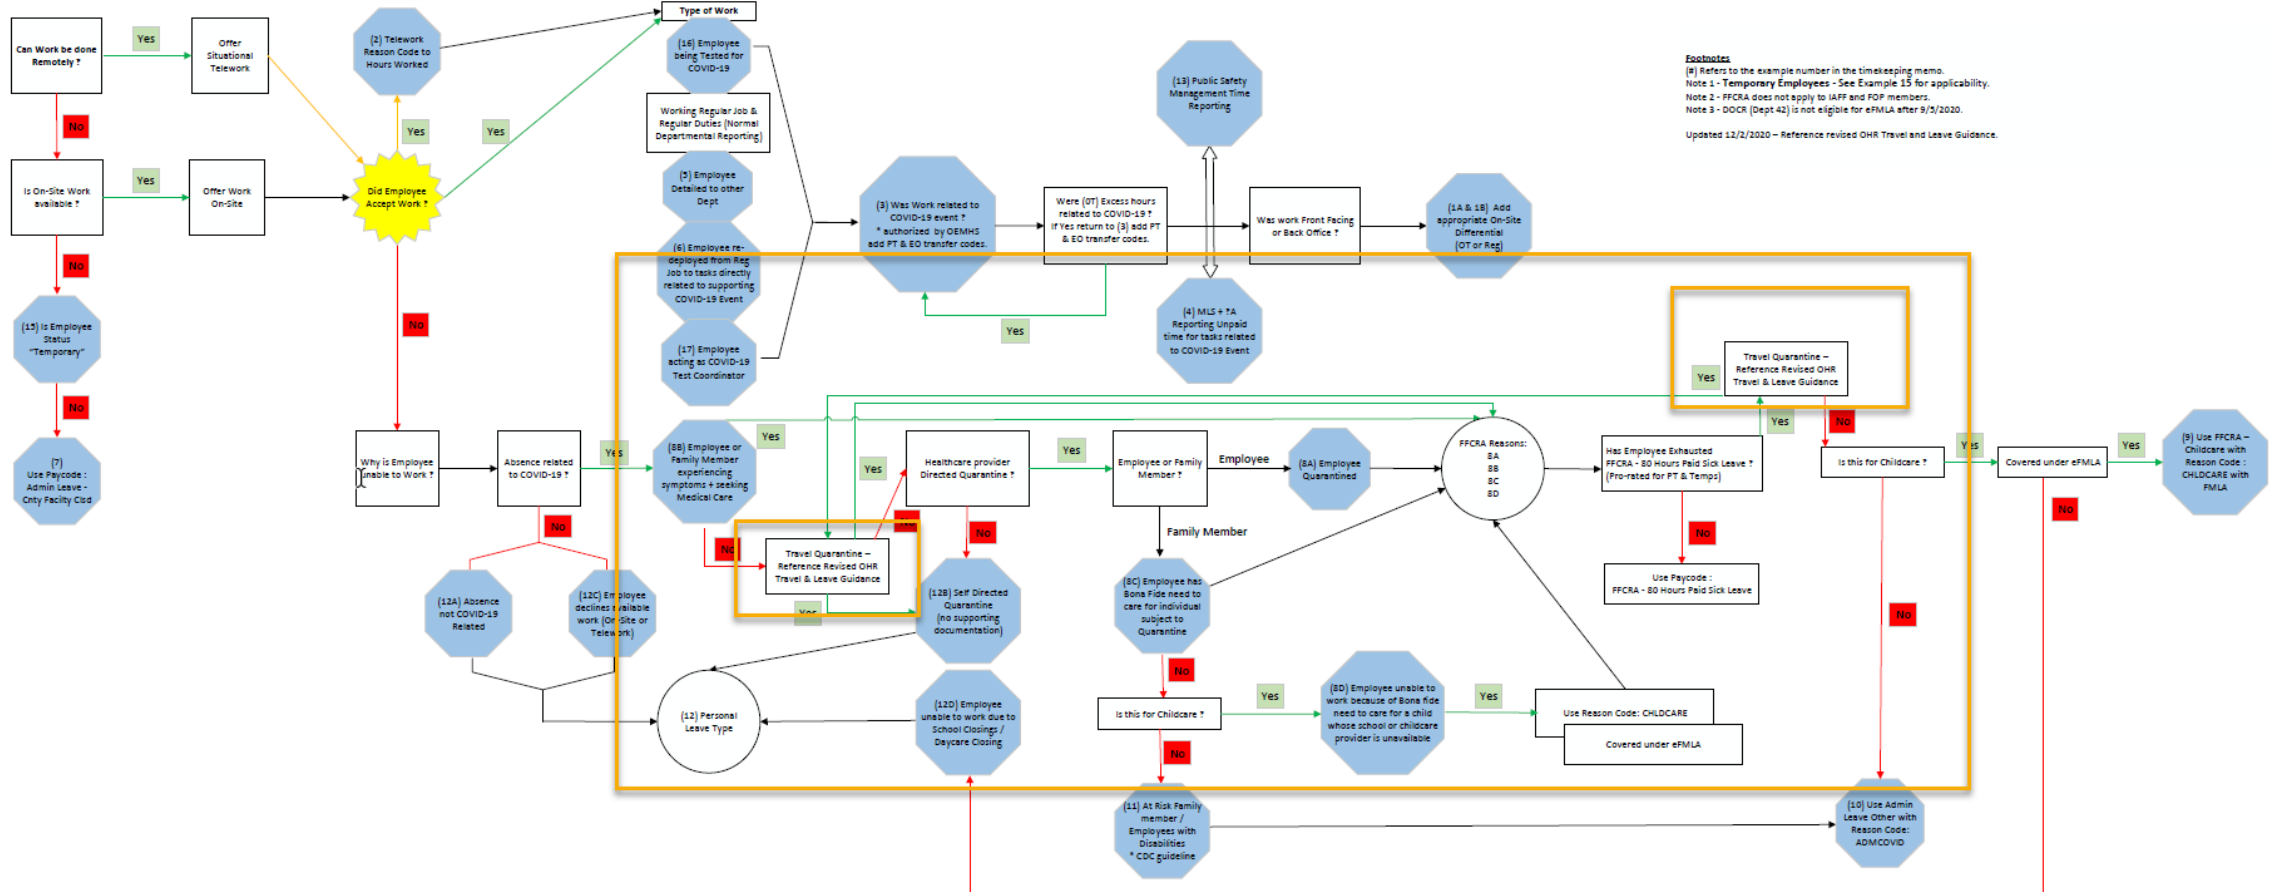 Can Work be done
Remotely ?
Yes
Offer
Situational
Telework
(2) Telework
Reason Code to
Hours Worked
Type of Work
(16) Employee
being Tested for
COVID-19
Working Regular Job &
Regular Duties (Normal
Departmental Reporting)
(5) Employee
Detailed to other
Dept
(6) Employee re-
deployed from Reg
Job to tasks directly
related to supporting
COVID-19 Event
(17) Employee
acting as COVID-19
Test Coordinator
No
Is On-Site Work
available ?
Yes
Offer Work
On-Site
Did Employee
Accept Work ?
Yes
Yes
No
(15) Is Employee
Status
"Temporary"
No
(7)
Use Paycode :
Admin Leave -
Cnty Facilty Clsd
No
(3) Was Work related to
COVID-19 event ?
* authorized by OEMHS
add PT & EO transfer codes.
Were (OT) Excess hours
related to COVID-19 ?
If Yes return to (3) add PT
& EO transfer codes.
Yes
(13) Public Safety
Management Time
Reporting
(4) MLS + ?A
Reporting Unpaid
time for tasks related
to COVID-19 Event
Was work Front Facing
or Back Office ?
(1A & 1B) Add
appropriate On-Site
Differential
(OT or Reg)
Footnotes
(#) Refers to the example number in the timekeeping memo.
Note 1 - Temporary Employees - See Example 15 for applicability.
Note 2 - FFCRA does not apply to IAFF and FOP members.
Note 3 - DOCR (Dept 42) is not eligible for eFMLA after 9/5/2020.
Updated 12/2/2020 – Reference revised OHR Travel and Leave Guidance.
Why is Employee
unable to Work ?
Absence related
to COVID-19 ?
Yes
No
(12A) Absence
not COVID-19
Related
(12C) Employee
declines available
work (On-Site or
Telework)
(8B) Employee or
Family Member
experiencing
symptoms + seeking
Medical Care
Yes
No
Travel Quarantine –
Reference Revised OHR
Travel & Leave Guidance
Yes
No
Yes
Healthcare provider
Directed Quarantine ?
Yes
No
(12B) Self Directed
Quarantine
(no supporting
documentation)
(12) Personal
Leave Type
(12D) Employee
unable to work due to
School Closings /
Daycare Closing
Employee or Family
Member ?
Employee
Family Member
(8A) Employee
Quarantined
(8C) Employee has
Bona Fide need to
care for individual
subject to
Quarantine
No
Is this for Childcare ?
Yes
No
(8D) Employee unable to
work because of Bona fide
need to care for a child
whose school or childcare
provider is unavailable
Yes
Use Reason Code: CHLDCARE
Covered under eFMLA
(11) At Risk Family
member /
Employees with
Disabilities
* CDC guideline
FFCRA Reasons:
8A
8B
8C
8D
Has Employee Exhausted
FFCRA - 80 Hours Paid Sick Leave ?
(Pro-rated for PT & Temps)
No
Use Paycode :
FFCRA - 80 Hours Paid Sick Leave
Yes
Travel Quarantine –
Reference Revised OHR
Travel & Leave Guidance
Yes
No
Is this for Childcare ?
Yes
No
(10) Use Admin
Leave Other with
Reason Code:
ADMCOVID
Covered under eFMLA
Yes
No
(9) Use FFCRA –
Childcare with
Reason Code :
CHLDCARE with
FMLA